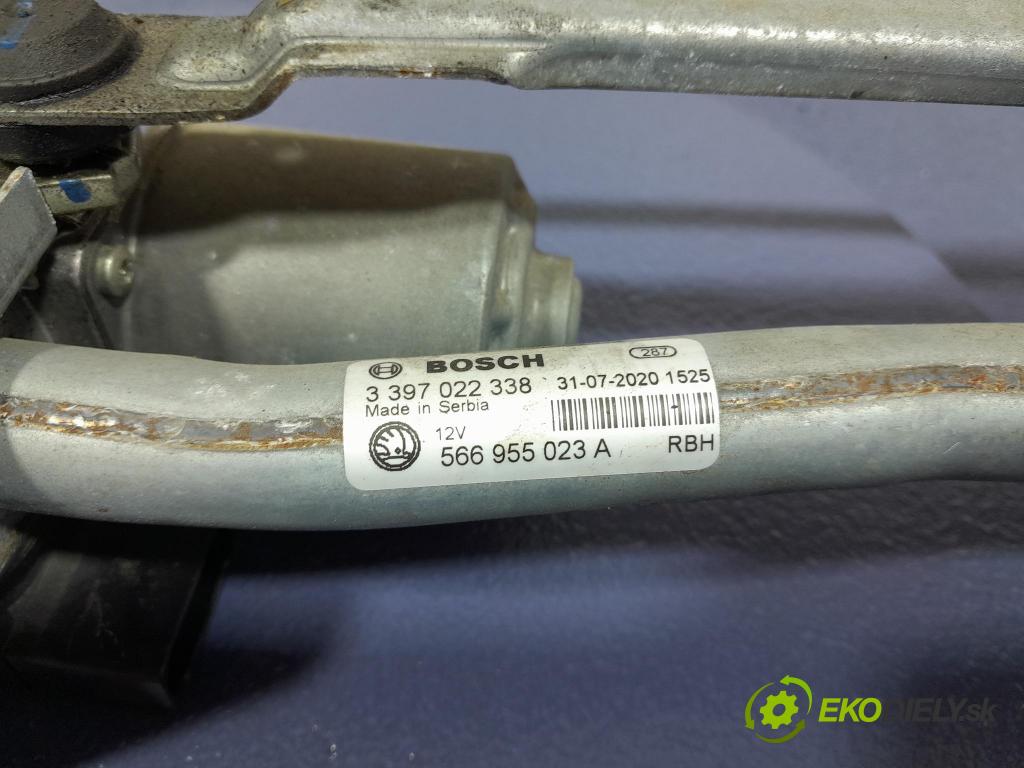 BOSCH 287
3 397 022 338 31-07-2020 1525
Made in Serbia
12V
566 955 023 A RBH
EKODIELY.sk